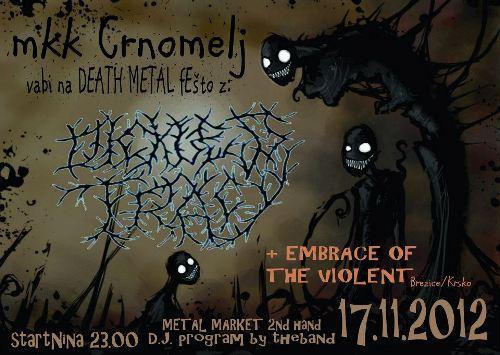 mkk Crnomelj
vabi na DEATH METAL fEšto z:
+ EMBRACE OF
THE VIOLENT
Brezice/Krsko
17.11.2012
METAL MARKET 2nd Hand
StartNina 23.00
D.J. program by theband